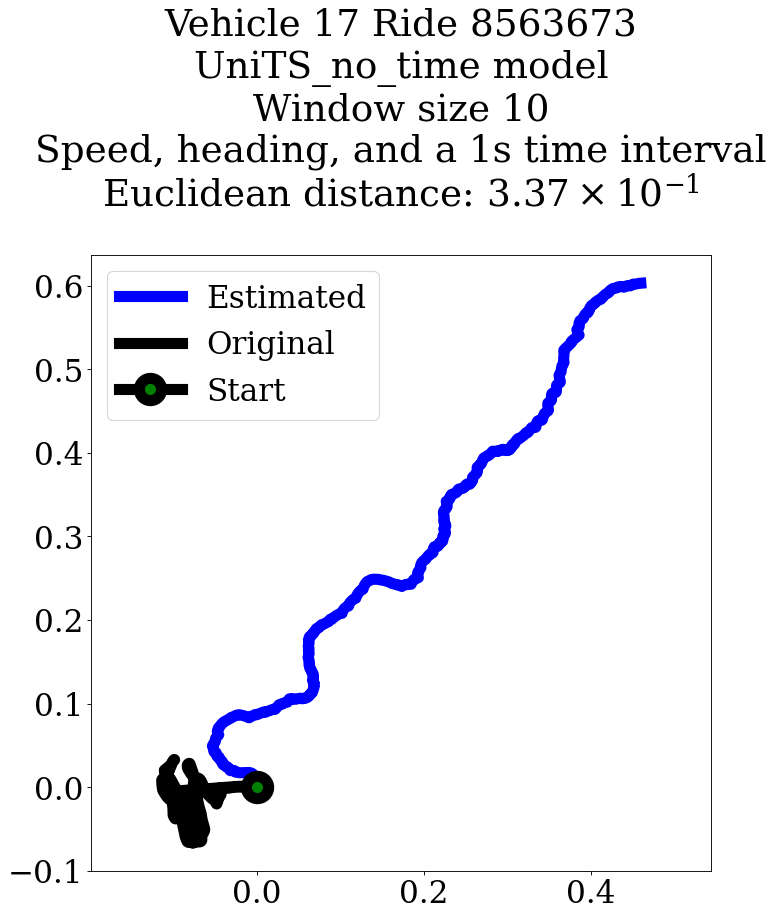 Vehicle 17 Ride 8563673
UniTS_no_time model
Window size 10
Speed, heading, and a 1s time interval
Euclidean distance: 3.37 × 10⁻¹
Estimated
Original
Start
0.6
0.5
0.4
0.3
0.2
0.1
0.0
−0.1
0.0 0.2 0.4